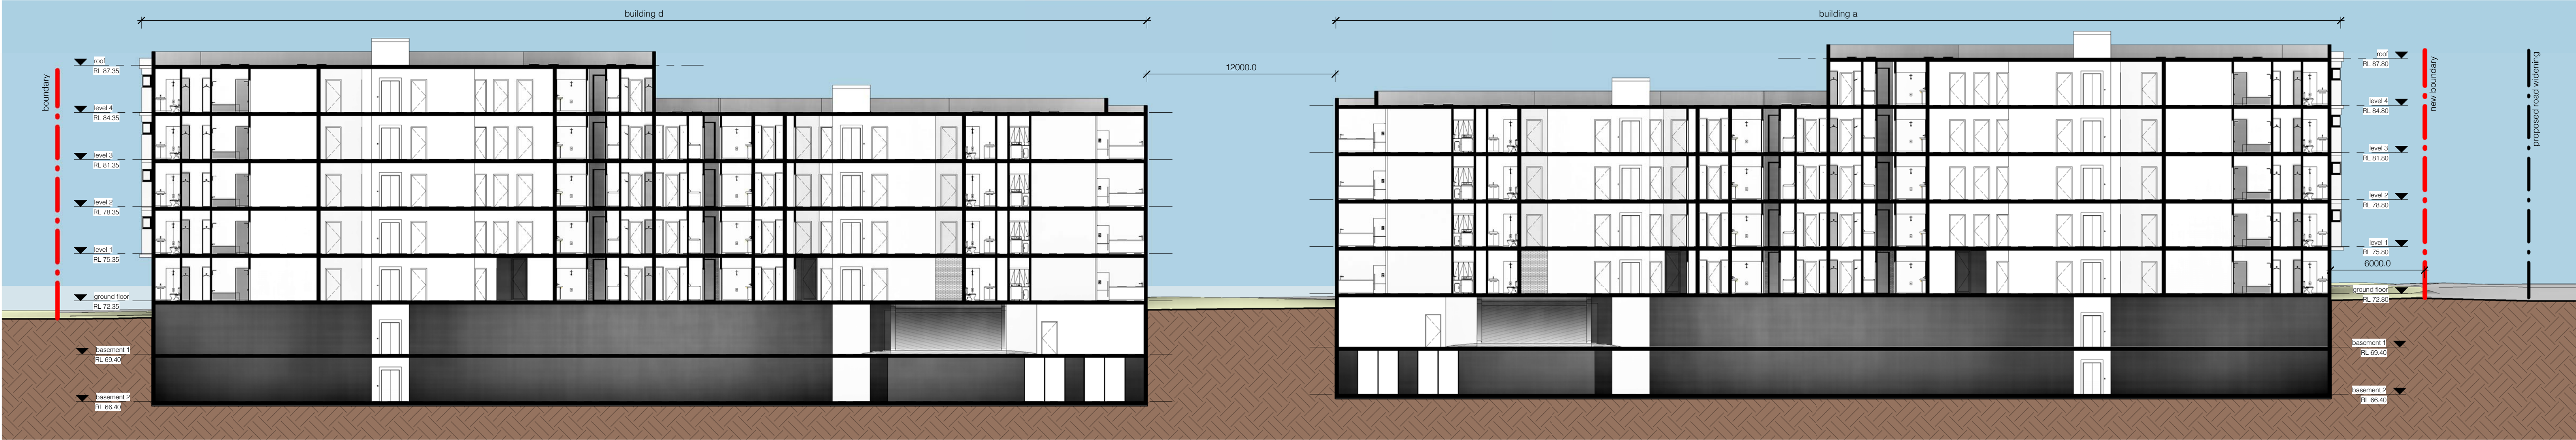 building d
building a
12000.0
boundary
roof
RL 87.35
level 4
RL 84.35
level 3
RL 81.35
level 2
RL 78.35
level 1
RL 75.35
ground floor
RL 72.35
basement 1
RL 69.40
basement 2
RL 66.40
roof
RL 87.80
level 4
RL 84.80
level 3
RL 81.80
level 2
RL 78.80
level 1
RL 75.80
6000.0
ground floor
RL 72.80
basement 1
RL 69.40
basement 2
RL 66.40
new boundary
proposed road widening